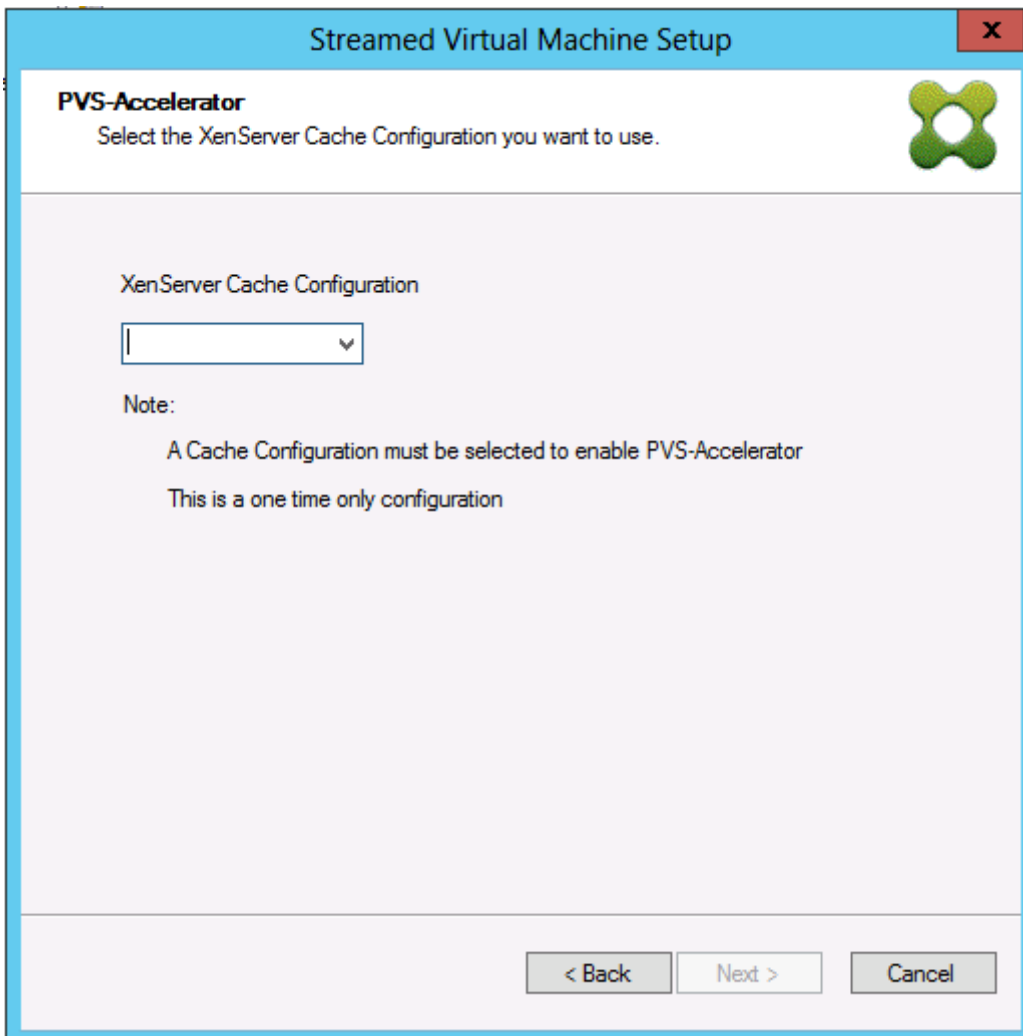 Streamed Virtual Machine Setup
x
PVS-Accelerator
Select the XenServer Cache Configuration you want to use.
XenServer Cache Configuration
Note:
A Cache Configuration must be selected to enable PVS-Accelerator
This is a one time only configuration
< Back
Next >
Cancel